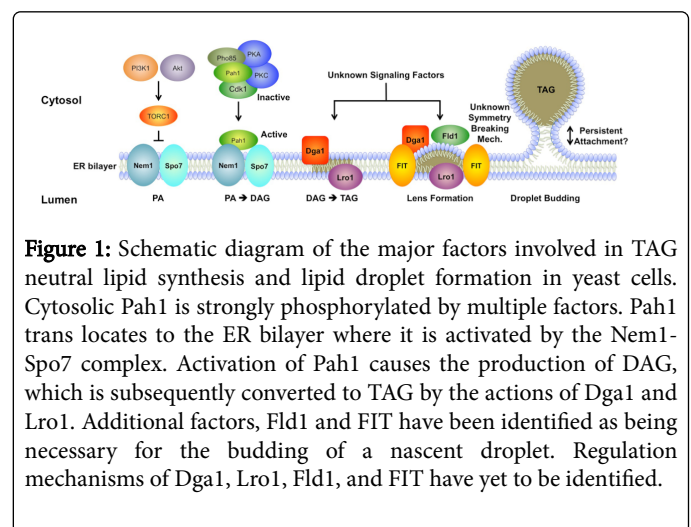 PI3K1
Akt
TORC1
Pho85
PKA
Pah1
PKC
Cdk1
Inactive
Cytosol
Unknown Signaling Factors
Unknown
Symmetry
Breaking
Mech.
TAG
Persistent
Attachment?
Pah1
Active
Dga1
Dga1
Fld1
ER bilayer
Nem1
Spo7
Nem1
Spo7
Lro1
FIT
Lro1
FIT
Lumen
PA
PA → DAG
DAG → TAG
Lens Formation
Droplet Budding
Figure 1: Schematic diagram of the major factors involved in TAG
neutral lipid synthesis and lipid droplet formation in yeast cells.
Cytosolic Pah1 is strongly phosphorylated by multiple factors. Pah1
trans locates to the ER bilayer where it is activated by the Nem1-
Spo7 complex. Activation of Pah1 causes the production of DAG,
which is subsequently converted to TAG by the actions of Dga1 and
Lro1. Additional factors, Fld1 and FIT have been identified as being
necessary for the budding of a nascent droplet. Regulation
mechanisms of Dga1, Lro1, Fld1, and FIT have yet to be identified.